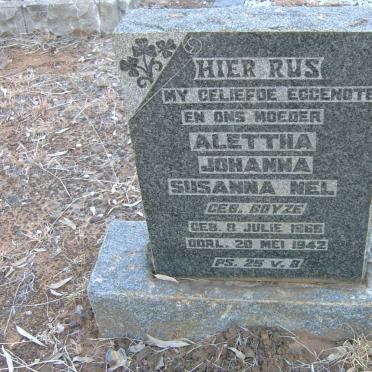 HIER RUS
MY GELIEFDE EGGENOTE
EN ONS MOEDER
ALETTHA
JOHANNA
SUSANNA NEL
GEB. BUYZE
GEB. 8 JULIE 1865
OORL. 20 MEI 1942
PS. 25 V. 8